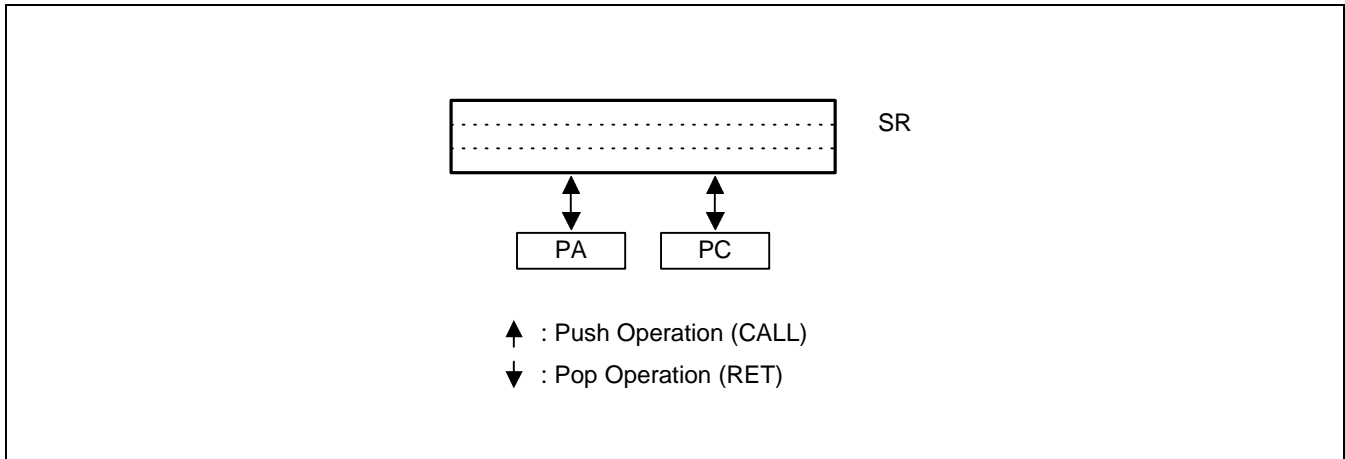 SR
PA PC
: Push Operation (CALL)
: Pop Operation (RET)